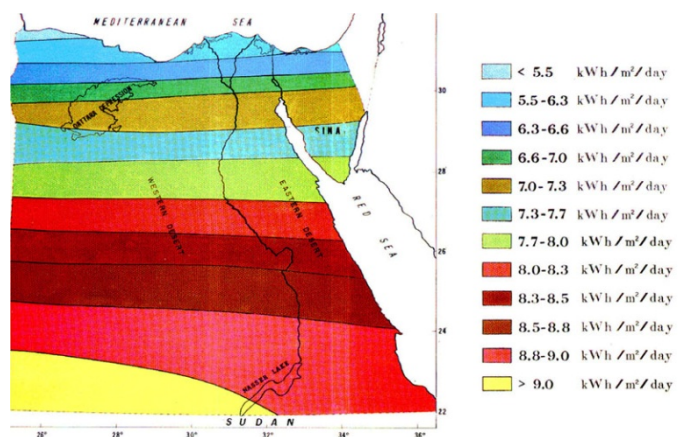 MEDITERRANEAN SEA
QATTARA DEPRESSION
SINA
WESTERN DESERT
EASTERN DESERT
RED SEA
NASSER LAKE
SUDAN
30
28
26
24
22
26°
28°
30°
32°
34°
36°
< 5.5 kWh/m²/day
5.5-6.3 kWh/m²/day
6.3-6.6 kWh/m²/day
6.6-7.0 kWh/m²/day
7.0-7.3 kWh/m²/day
7.3-7.7 kWh/m²/day
7.7-8.0 kWh/m²/day
8.0-8.3 kWh/m²/day
8.3-8.5 kWh/m²/day
8.5-8.8 kWh/m²/day
8.8-9.0 kWh/m²/day
> 9.0 kWh/m²/day